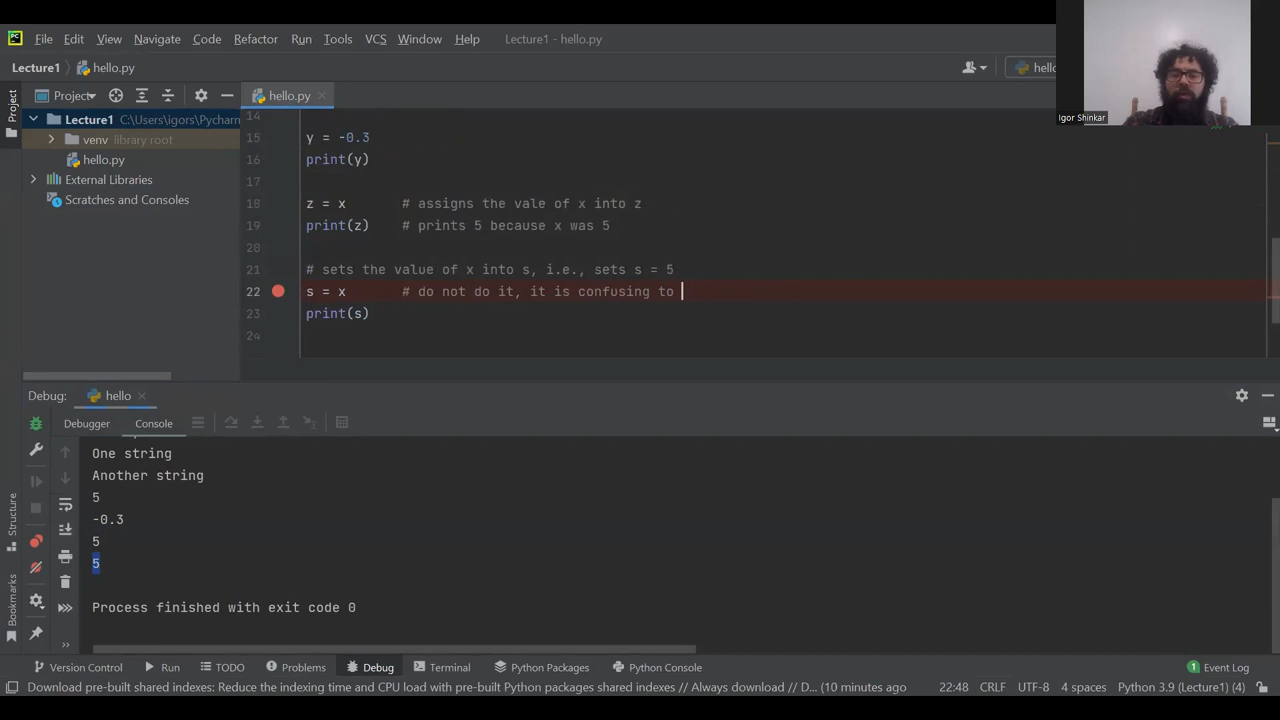 PC File Edit View Navigate Code Refactor Run Tools VCS Window Help Lecture1 - hello.py
Lecture1 hello.py hello
Igor Shinkar
Project
Project hello.py
Lecture1 C:\Users\igors\Pycharm
venv library root
hello.py
External Libraries
Scratches and Consoles
14
15 y = -0.3
16 print(y)
17
18 z = x # assigns the vale of x into z
19 print(z) # prints 5 because x was 5
20
21 # sets the value of x into s, i.e., sets s = 5
22 s = x # do not do it, it is confusing to
23 print(s)
24
Debug: hello
Debugger Console
One string
Another string
5
-0.3
5
5
Process finished with exit code 0
Structure
Bookmarks
Version Control Run TODO Problems Debug Terminal Python Packages Python Console 1 Event Log
Download pre-built shared indexes: Reduce the indexing time and CPU load with pre-built Python packages shared indexes // Always download // D... (10 minutes ago 22:48 CRLF UTF-8 4 spaces Python 3.9 (Lecture1) (4)